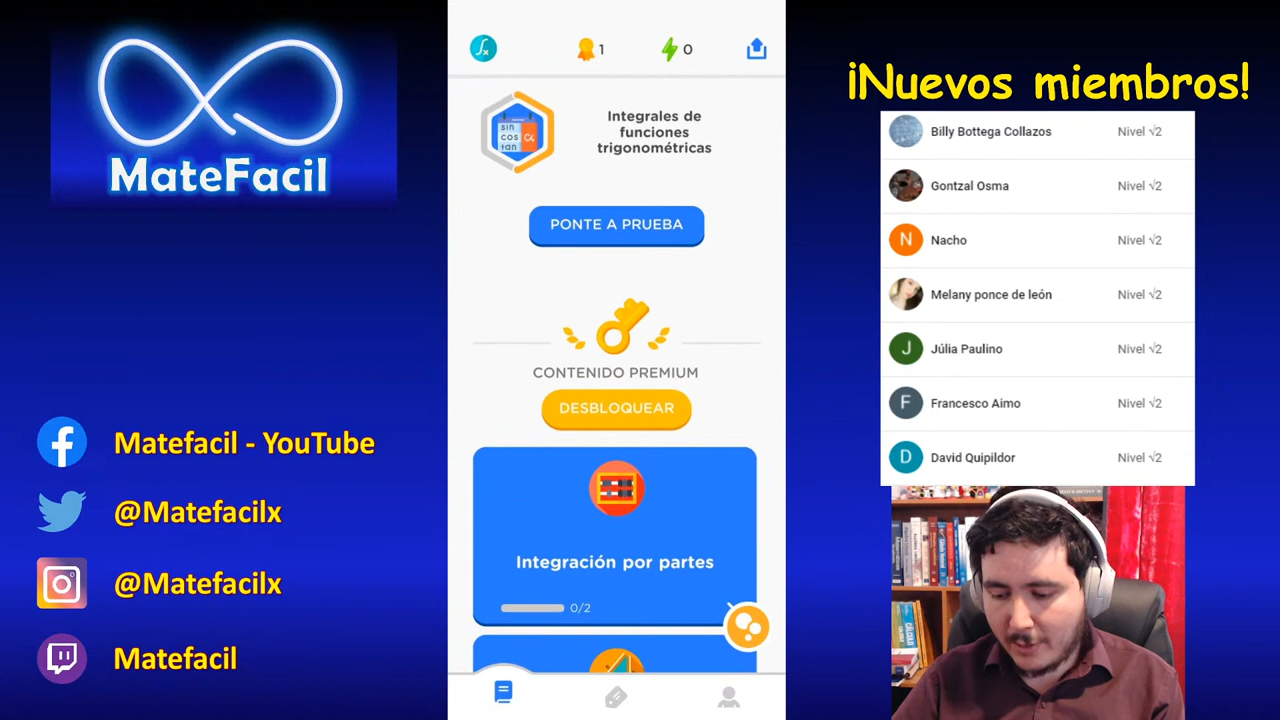 MateFacil
Matefacil - YouTube
@Matefacilx
@Matefacilx
Matefacil
1
0
sin
cos
tan
α
Integrales de
funciones
trigonométricas
PONTE A PRUEBA
CONTENIDO PREMIUM
DESBLOQUEAR
Integración por partes
0/2
¡Nuevos miembros!
Billy Bottega Collazos Nivel √2
Gontzal Osma Nivel √2
N Nacho Nivel √2
Melany ponce de león Nivel √2
J Júlia Paulino Nivel √2
F Francesco Aimo Nivel √2
D David Quipildor Nivel √2